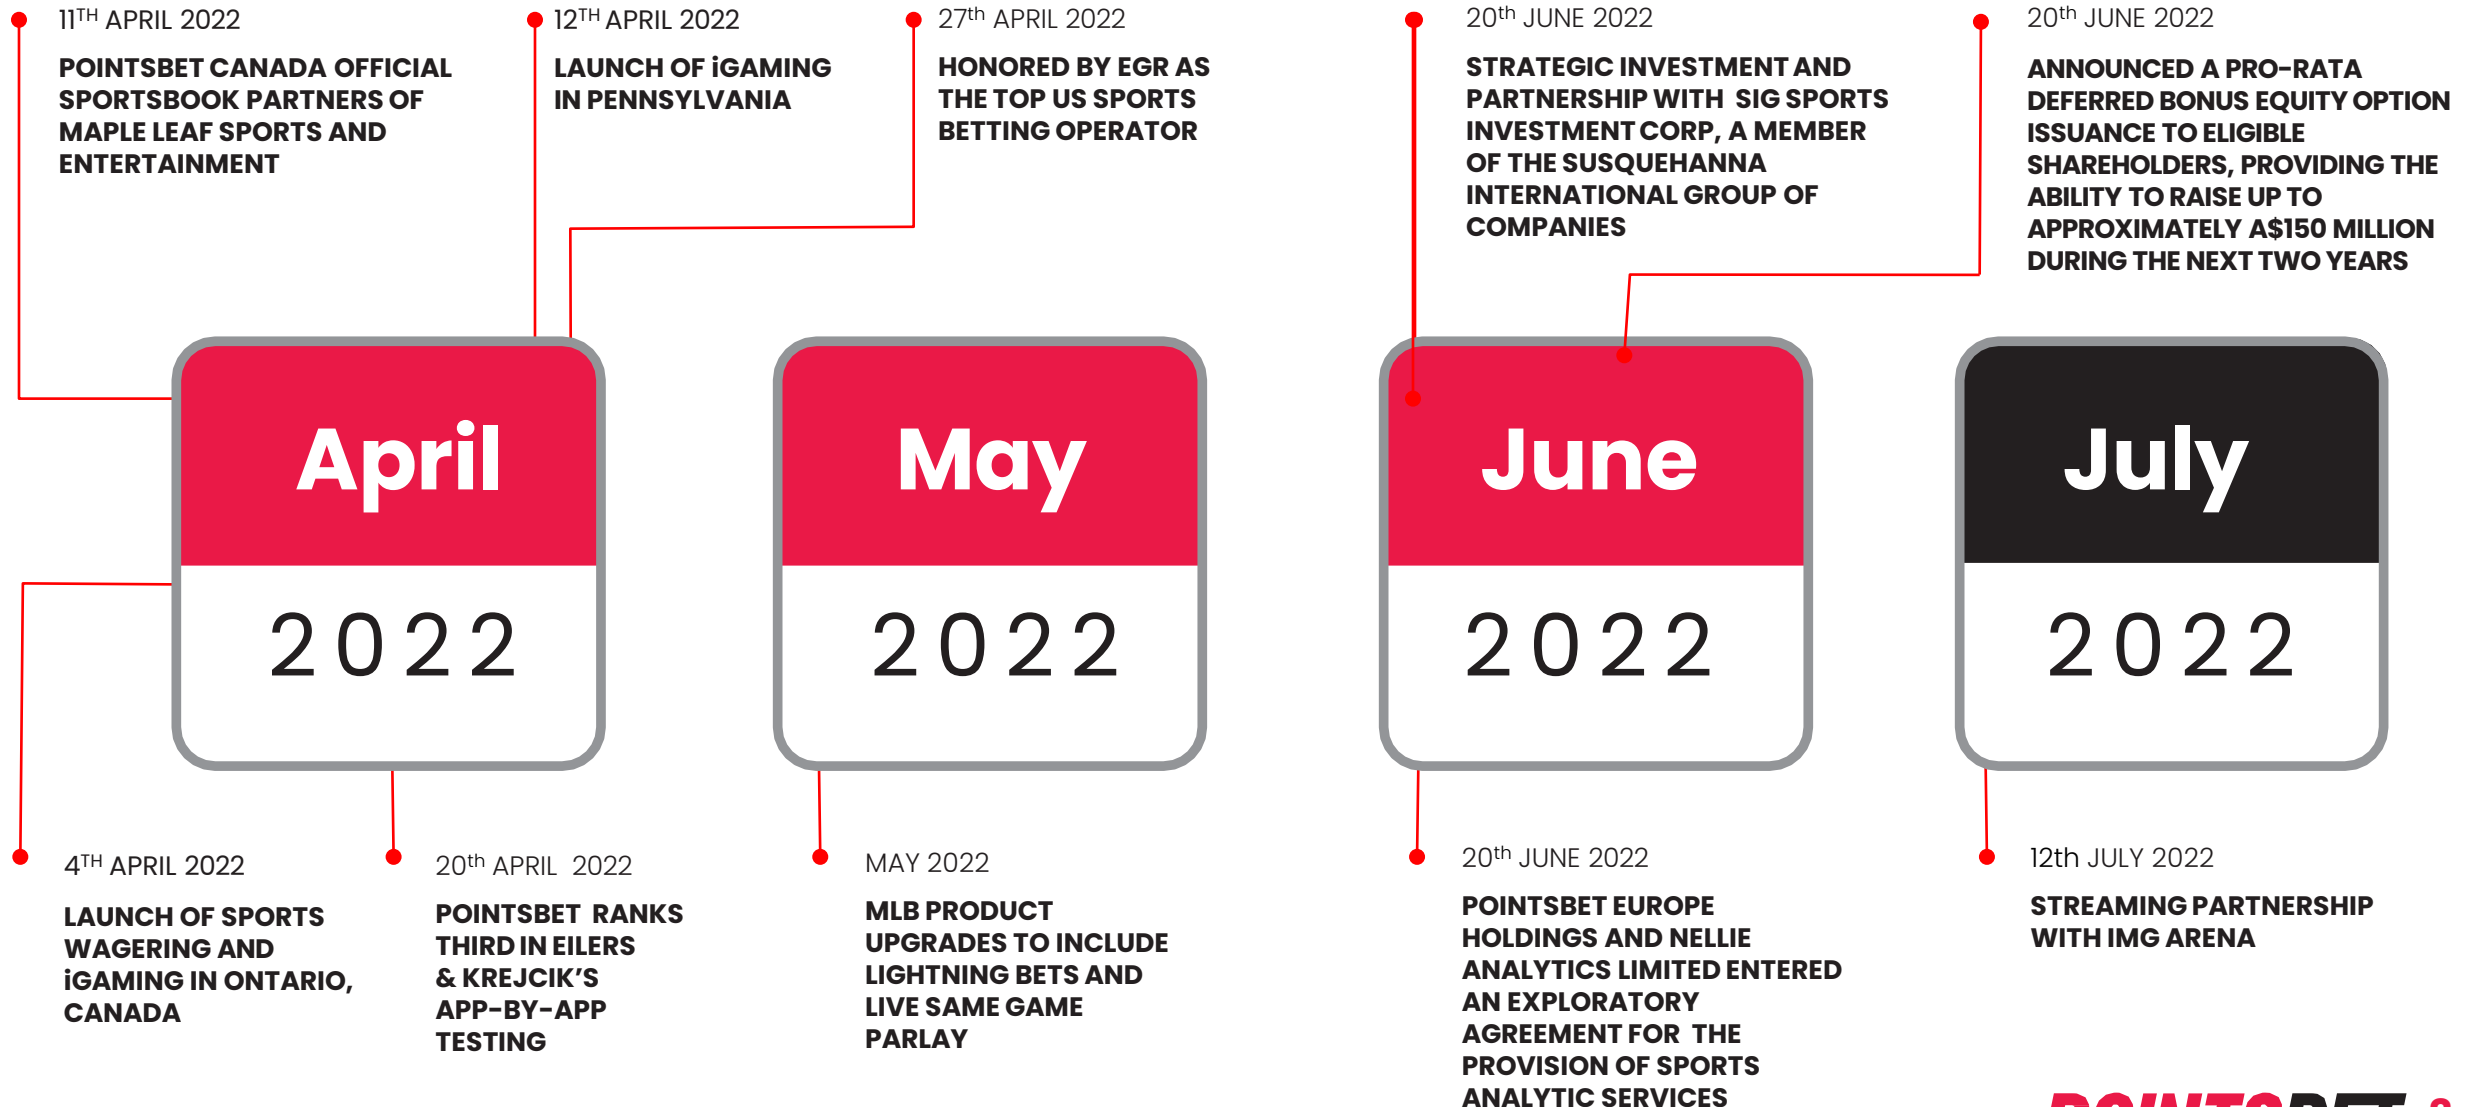 11TH APRIL 2022
POINTSBET CANADA OFFICIAL
SPORTSBOOK PARTNERS OF
MAPLE LEAF SPORTS AND
ENTERTAINMENT
12TH APRIL 2022
LAUNCH OF iGAMING
IN PENNSYLVANIA
27th APRIL 2022
HONORED BY EGR AS
THE TOP US SPORTS
BETTING OPERATOR
20th JUNE 2022
STRATEGIC INVESTMENT AND
PARTNERSHIP WITH SIG SPORTS
INVESTMENT CORP, A MEMBER
OF THE SUSQUEHANNA
INTERNATIONAL GROUP OF
COMPANIES
20th JUNE 2022
ANNOUNCED A PRO-RATA
DEFERRED BONUS EQUITY OPTION
ISSUANCE TO ELIGIBLE
SHAREHOLDERS, PROVIDING THE
ABILITY TO RAISE UP TO
APPROXIMATELY A$150 MILLION
DURING THE NEXT TWO YEARS
April
2022
May
2022
June
2022
July
2022
4TH APRIL 2022
LAUNCH OF SPORTS
WAGERING AND
iGAMING IN ONTARIO,
CANADA
20th APRIL 2022
POINTSBET RANKS
THIRD IN EILERS
& KREJCIK’S
APP-BY-APP
TESTING
MAY 2022
MLB PRODUCT
UPGRADES TO INCLUDE
LIGHTNING BETS AND
LIVE SAME GAME
PARLAY
20th JUNE 2022
POINTSBET EUROPE
HOLDINGS AND NELLIE
ANALYTICS LIMITED ENTERED
AN EXPLORATORY
AGREEMENT FOR THE
PROVISION OF SPORTS
ANALYTIC SERVICES
12th JULY 2022
STREAMING PARTNERSHIP
WITH IMG ARENA
POINTSBET